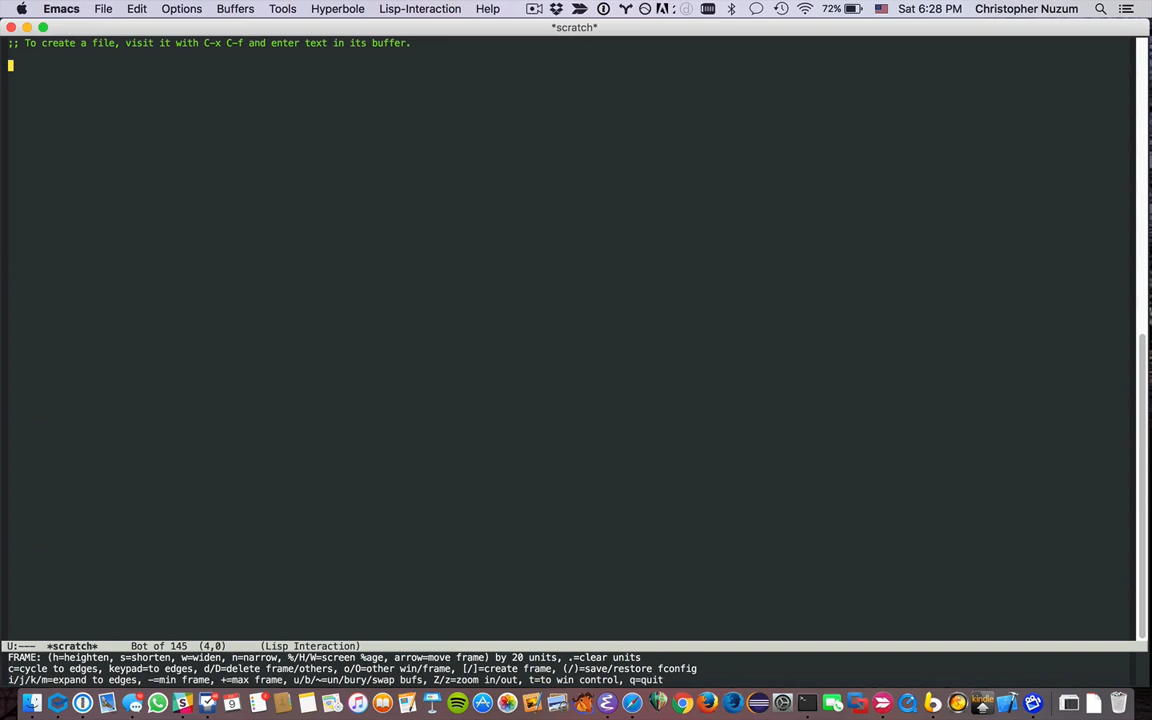 Emacs File Edit Options Buffers Tools Hyperbole Lisp-Interaction Help 72% Sat 6:28 PM Christopher Nuzum
*scratch*
;; To create a file, visit it with C-x C-f and enter text in its buffer.
U:--- *scratch* Bot of 145 (4,0) (Lisp Interaction)
FRAME: (h=heighten, s=shorten, w=widen, n=narrow, %/H/W=screen %age, arrow=move frame) by 20 units, .=clear units
c=cycle to edges, keypad=to edges, d/D=delete frame/others, o/O=other win/frame, [/]=create frame, (/)=save/restore fconfig
i/j/k/m=expand to edges, -=min frame, +=max frame, u/b/~=un/bury/swap bufs, Z/z=zoom in/out, t=to win control, q=quit
9
kindle